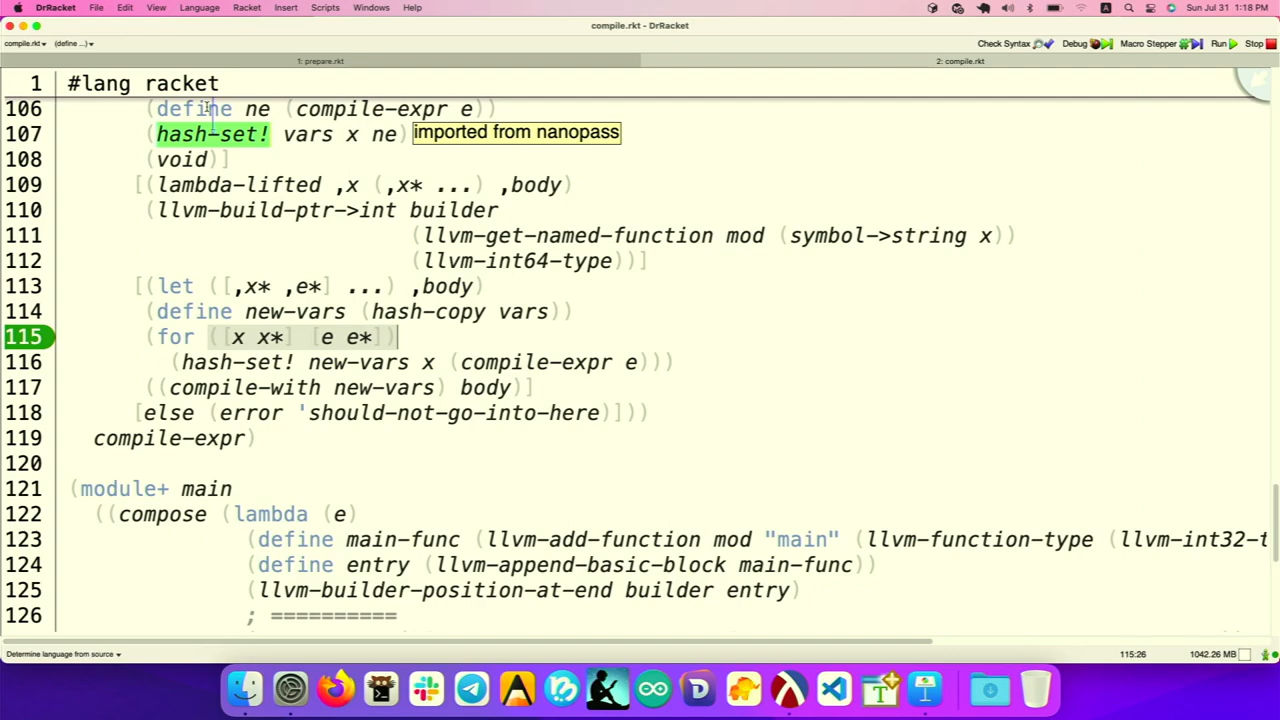 DrRacket File Edit View Language Racket Insert Scripts Windows Help A Sun Jul 31 1:18 PM
compile.rkt - DrRacket
compile.rkt▾ (define ...)▾ Check Syntax Debug Macro Stepper Run Stop
1: prepare.rkt 2: compile.rkt
1 #lang racket
106 (define ne (compile-expr e))
107 (hash-set! vars x ne) imported from nanopass
108 (void)]
109 [(lambda-lifted ,x (,x* ...) ,body)
110 (llvm-build-ptr->int builder
111 (llvm-get-named-function mod (symbol->string x))
112 (llvm-int64-type))]
113 [(let ([,x* ,e*] ...) ,body)
114 (define new-vars (hash-copy vars))
115 (for ([x x*] [e e*])
116 (hash-set! new-vars x (compile-expr e)))
117 ((compile-with new-vars) body)]
118 [else (error 'should-not-go-into-here)]))
119 compile-expr)
120
121 (module+ main
122 ((compose (lambda (e)
123 (define main-func (llvm-add-function mod "main" (llvm-function-type (llvm-int32-t
124 (define entry (llvm-append-basic-block main-func))
125 (llvm-builder-position-at-end builder entry)
126 ; ==========
Determine language from source ▾ 115:26 1042.26 MB